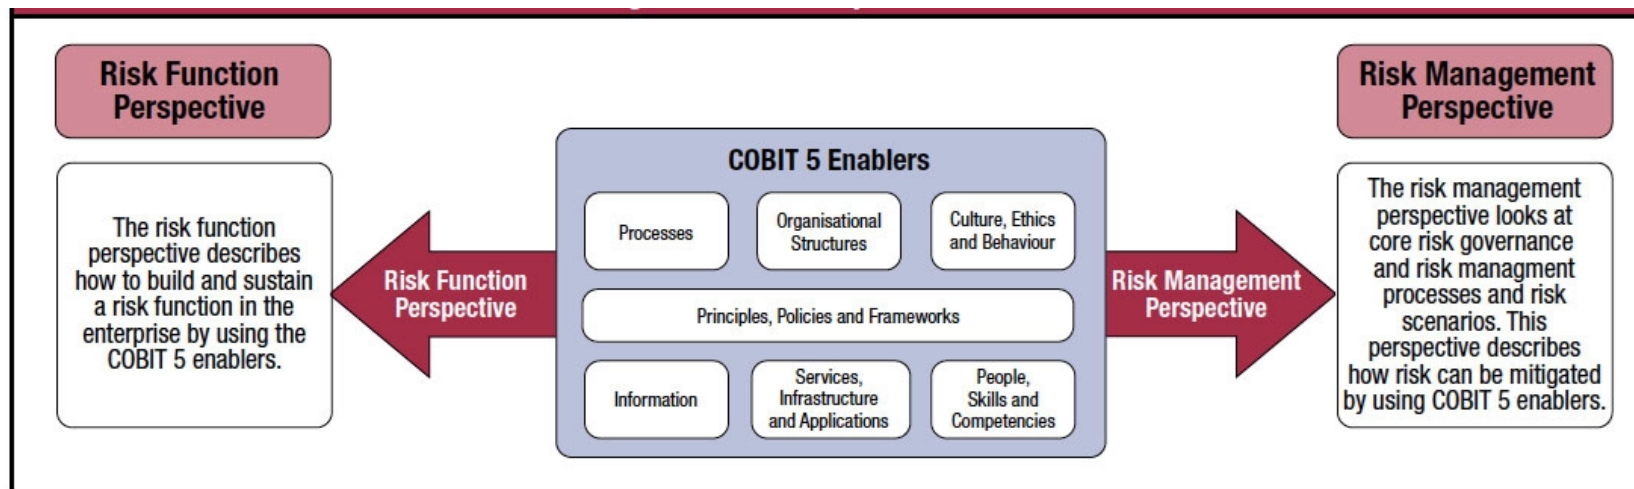 Risk Function
Perspective
The risk function
perspective describes
how to build and sustain
a risk function in the
enterprise by using the
COBIT 5 enablers.
Risk Function
Perspective
COBIT 5 Enablers
Processes
Organisational
Structures
Culture, Ethics
and Behaviour
Principles, Policies and Frameworks
Information
Services,
Infrastructure
and Applications
People,
Skills and
Competencies
Risk Management
Perspective
Risk Management
Perspective
The risk management
perspective looks at
core risk governance
and risk managment
processes and risk
scenarios. This
perspective describes
how risk can be mitigated
by using COBIT 5 enablers.